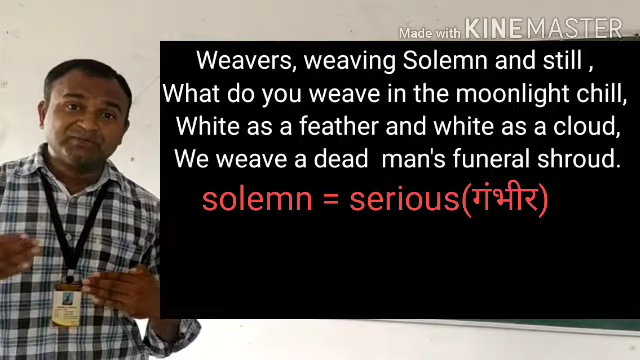 Made with KINEMASTER
Weavers, weaving Solemn and still ,
What do you weave in the moonlight chill,
White as a feather and white as a cloud,
We weave a dead man's funeral shroud.
solemn = serious(गंभीर)